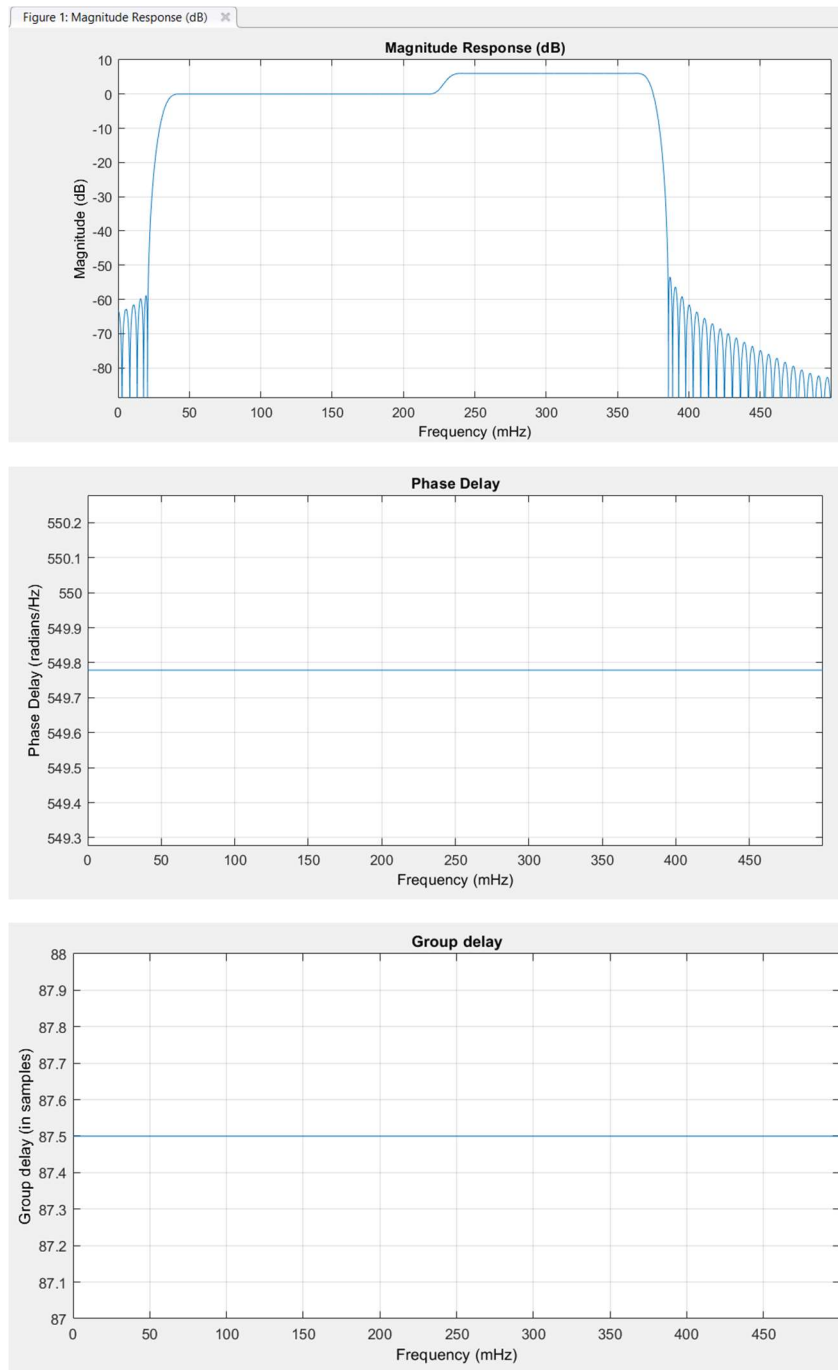 Figure 1: Magnitude Response (dB)
Magnitude Response (dB)
10
0
-10
-20
-30
-40
-50
-60
-70
-80
Magnitude (dB)
0 50 100 150 200 250 300 350 400 450
Frequency (mHz)
Phase Delay
550.2
550.1
550
549.9
549.8
549.7
549.6
549.5
549.4
549.3
Phase Delay (radians/Hz)
0 50 100 150 200 250 300 350 400 450
Frequency (mHz)
Group delay
88
87.9
87.8
87.7
87.6
87.5
87.4
87.3
87.2
87.1
87
Group delay (in samples)
0 50 100 150 200 250 300 350 400 450
Frequency (mHz)